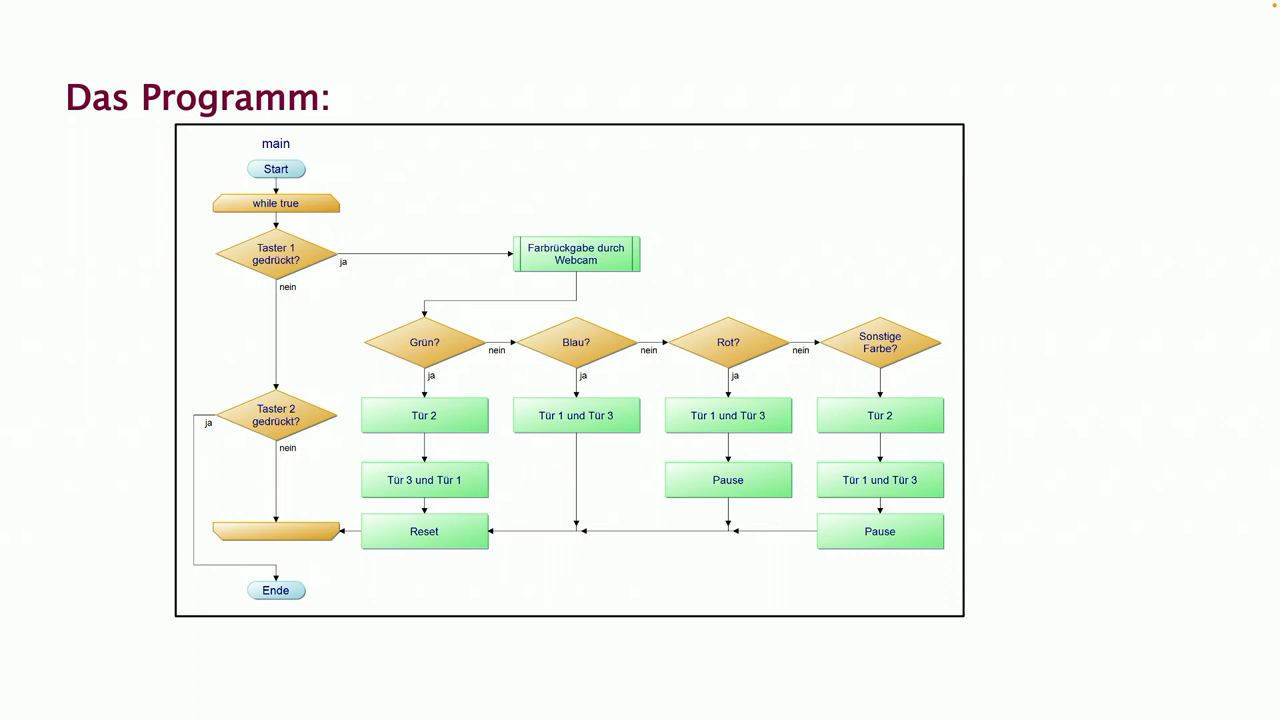 Das Programm:
main
Start
while true
Taster 1
gedrückt?
ja
nein
Farbrückgabe durch
Webcam
Grün?
nein
Blau?
nein
Rot?
nein
Sonstige
Farbe?
ja
ja
ja
Taster 2
gedrückt?
ja
nein
Tür 2
Tür 1 und Tür 3
Tür 1 und Tür 3
Tür 2
Tür 3 und Tür 1
Pause
Tür 1 und Tür 3
Reset
Pause
Ende